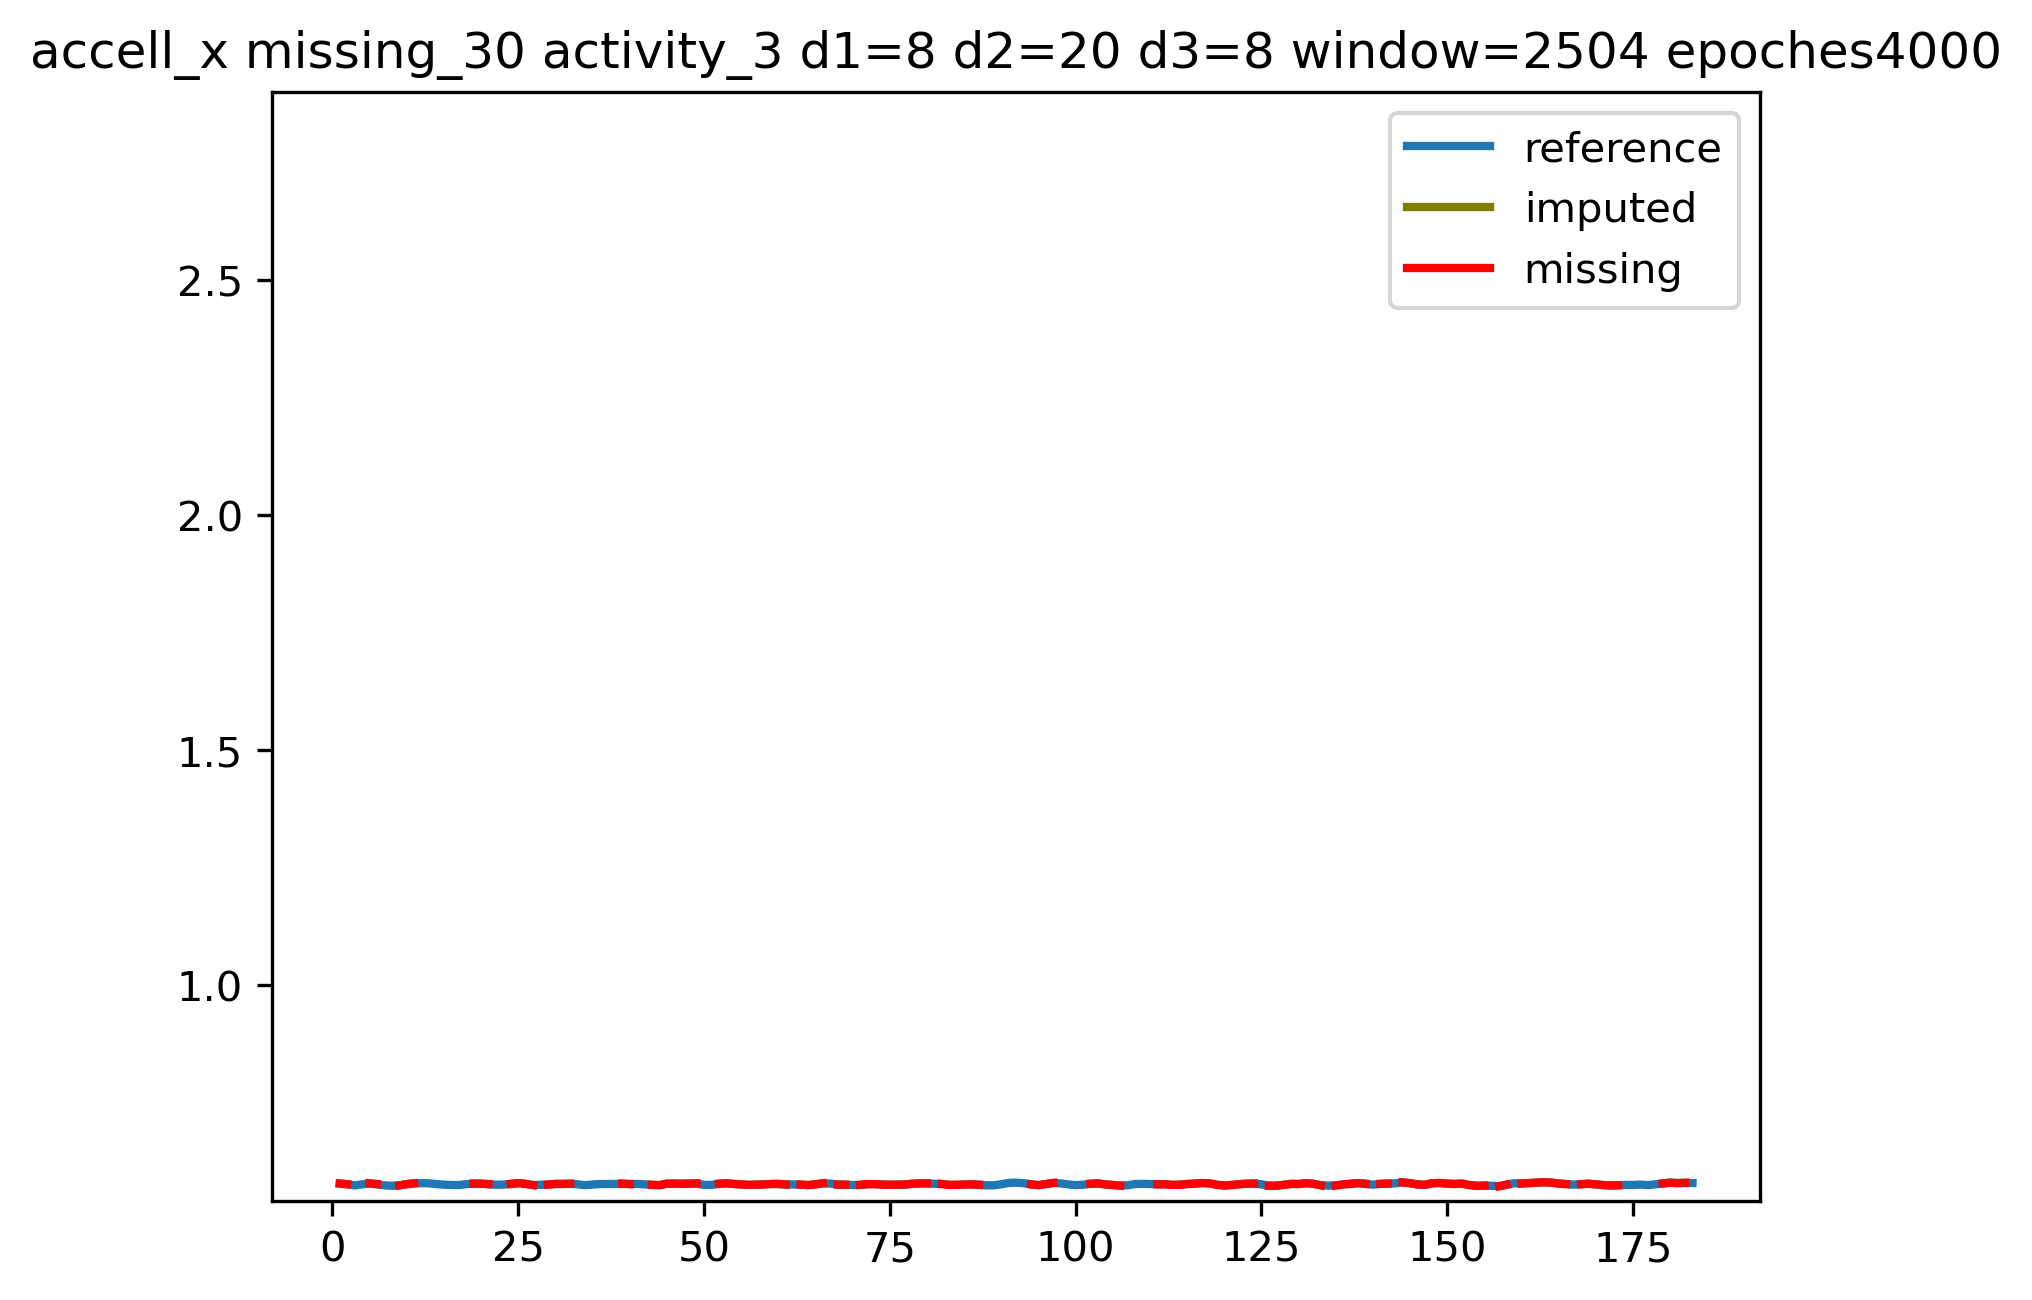 accell_x missing_30 activity_3 d1=8 d2=20 d3=8 window=2504 epoches4000
reference
imputed
missing
2.5
2.0
1.5
1.0
0 25 50 75 100 125 150 175